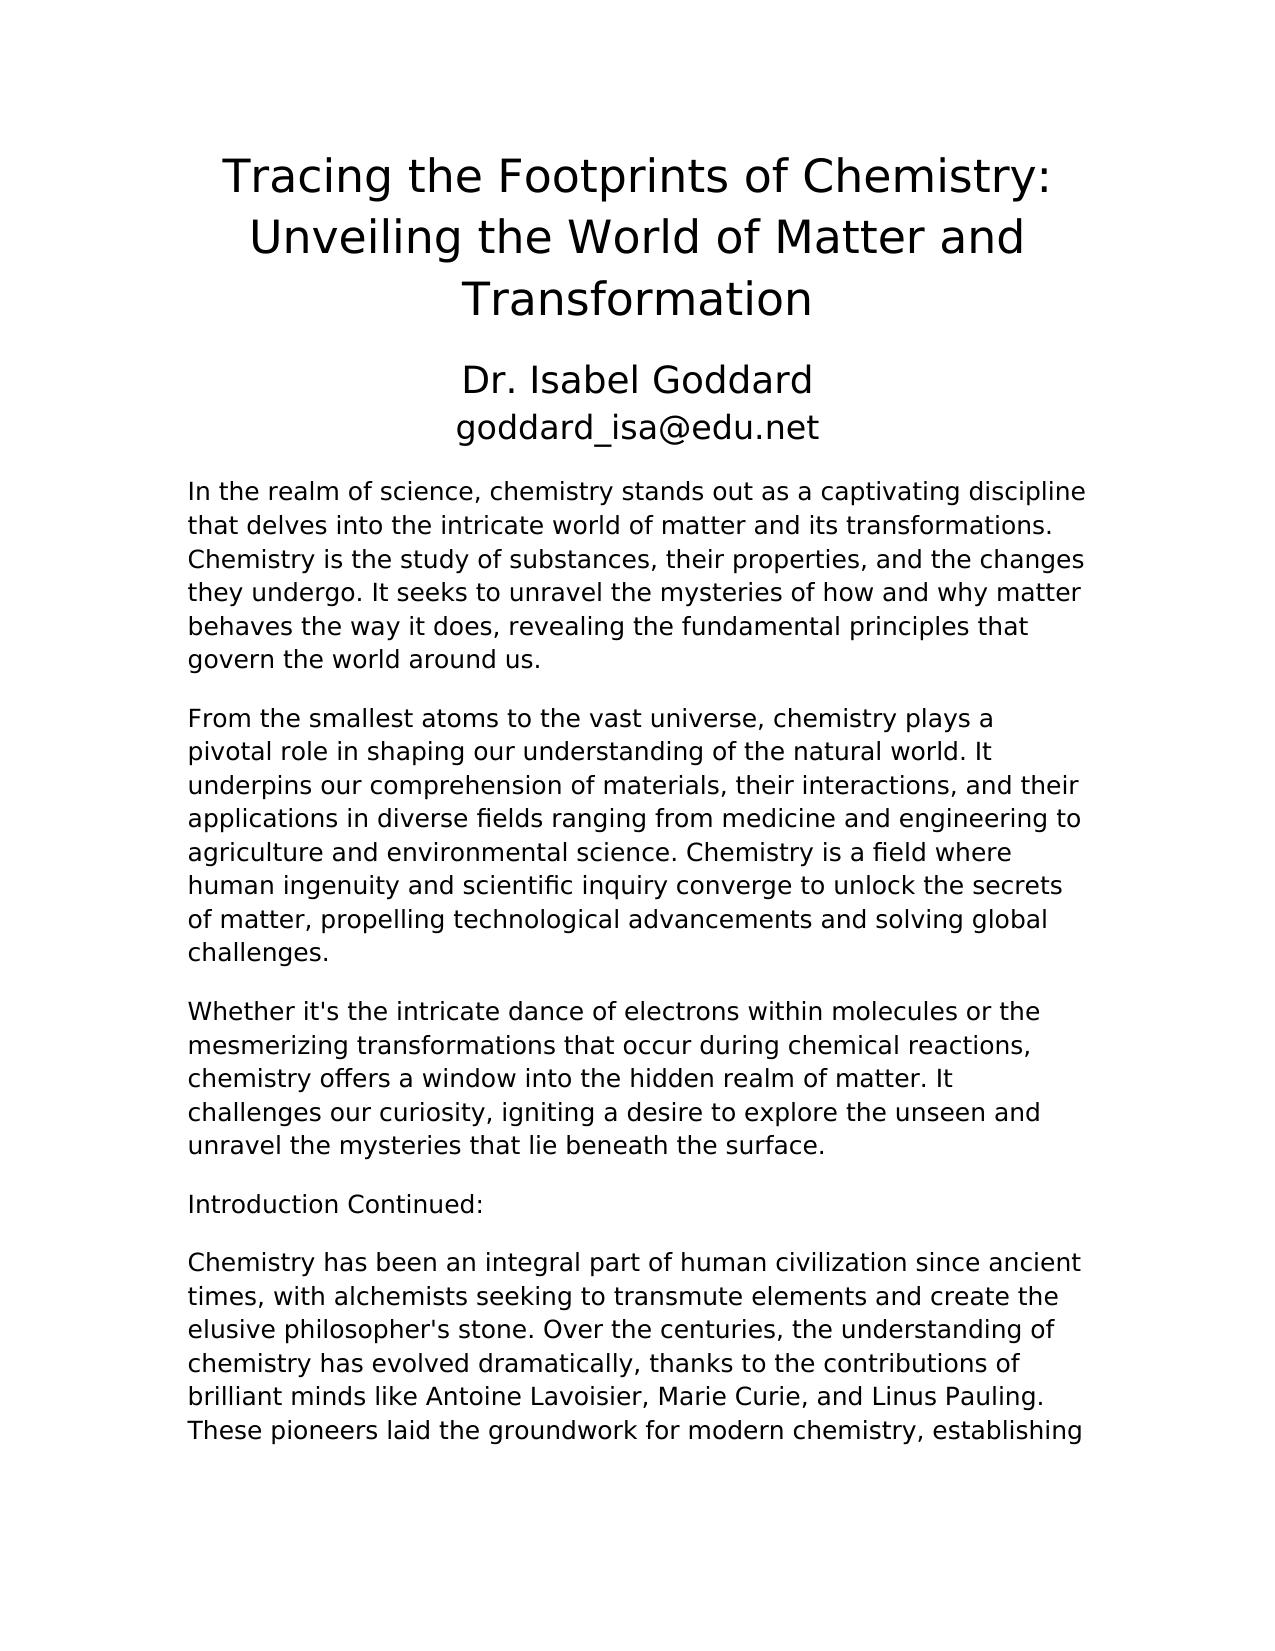 Tracing the Footprints of Chemistry:
Unveiling the World of Matter and
Transformation
Dr. Isabel Goddard
goddard_isa@edu.net
In the realm of science, chemistry stands out as a captivating discipline
that delves into the intricate world of matter and its transformations.
Chemistry is the study of substances, their properties, and the changes
they undergo. It seeks to unravel the mysteries of how and why matter
behaves the way it does, revealing the fundamental principles that
govern the world around us.
From the smallest atoms to the vast universe, chemistry plays a
pivotal role in shaping our understanding of the natural world. It
underpins our comprehension of materials, their interactions, and their
applications in diverse fields ranging from medicine and engineering to
agriculture and environmental science. Chemistry is a field where
human ingenuity and scientific inquiry converge to unlock the secrets
of matter, propelling technological advancements and solving global
challenges.
Whether it's the intricate dance of electrons within molecules or the
mesmerizing transformations that occur during chemical reactions,
chemistry offers a window into the hidden realm of matter. It
challenges our curiosity, igniting a desire to explore the unseen and
unravel the mysteries that lie beneath the surface.
Introduction Continued:
Chemistry has been an integral part of human civilization since ancient
times, with alchemists seeking to transmute elements and create the
elusive philosopher's stone. Over the centuries, the understanding of
chemistry has evolved dramatically, thanks to the contributions of
brilliant minds like Antoine Lavoisier, Marie Curie, and Linus Pauling.
These pioneers laid the groundwork for modern chemistry, establishing